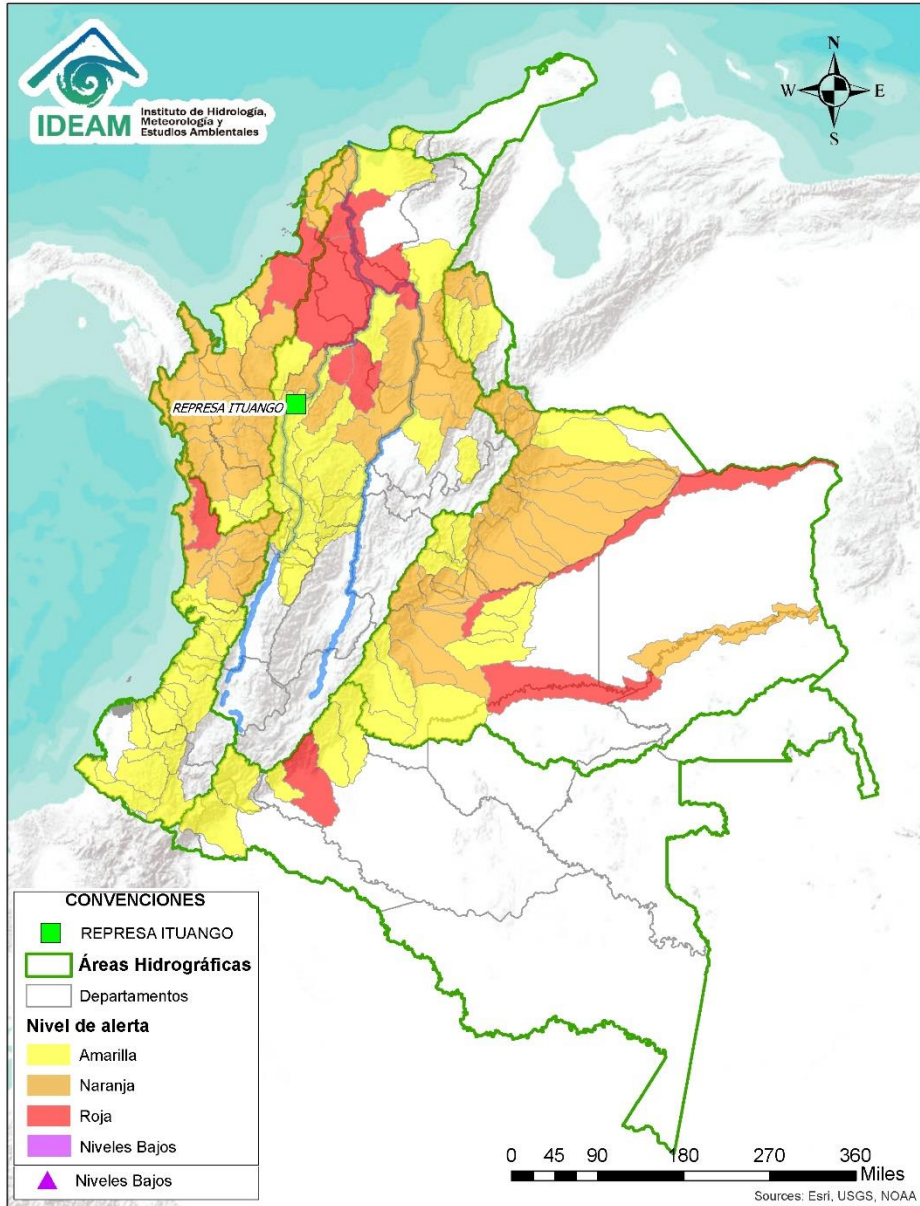 IDEAM
Instituto de Hidrología,
Meteorología y
Estudios Ambientales
N
W
E
S
REPRESA ITUANGO
CONVENCIONES
REPRESA ITUANGO
Áreas Hidrográficas
Departamentos
Nivel de alerta
Amarilla
Naranja
Roja
Niveles Bajos
Niveles Bajos
0 45 90 180 270 360
Miles
Sources: Esri, USGS, NOAA